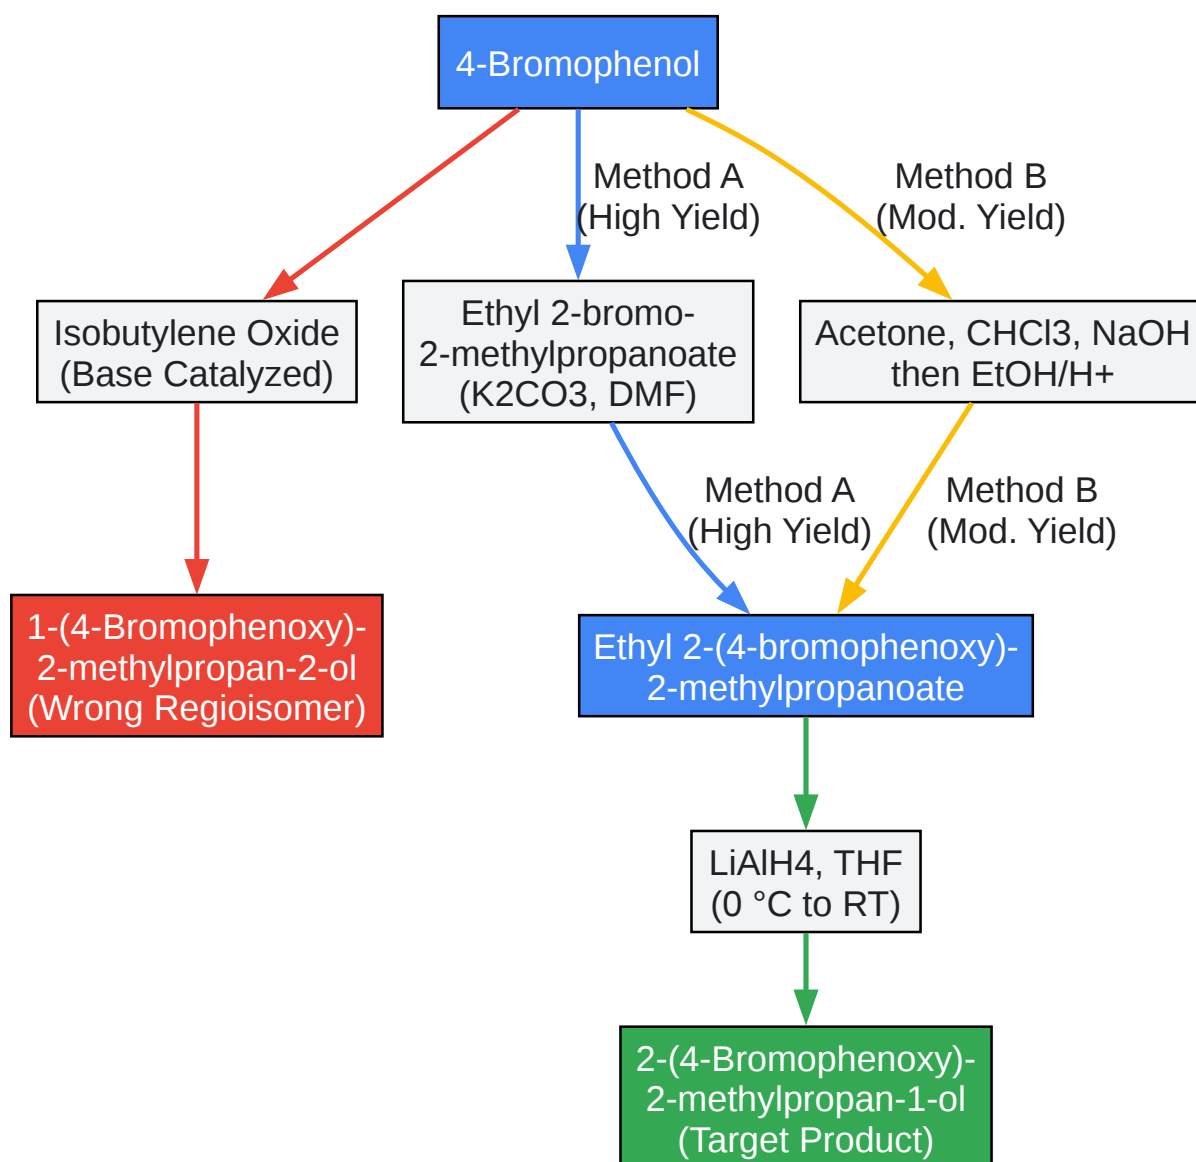 4-Bromophenol
Method A
(High Yield)
Method B
(Mod. Yield)
Isobutylene Oxide
(Base Catalyzed)
Ethyl 2-bromo-
2-methylpropanoate
(K2CO3, DMF)
Acetone, CHCl3, NaOH
then EtOH/H+
Method A
(High Yield)
Method B
(Mod. Yield)
1-(4-Bromophenoxy)-
2-methylpropan-2-ol
(Wrong Regioisomer)
Ethyl 2-(4-bromophenoxy)-
2-methylpropanoate
LiAlH4, THF
(0 °C to RT)
2-(4-Bromophenoxy)-
2-methylpropan-1-ol
(Target Product)